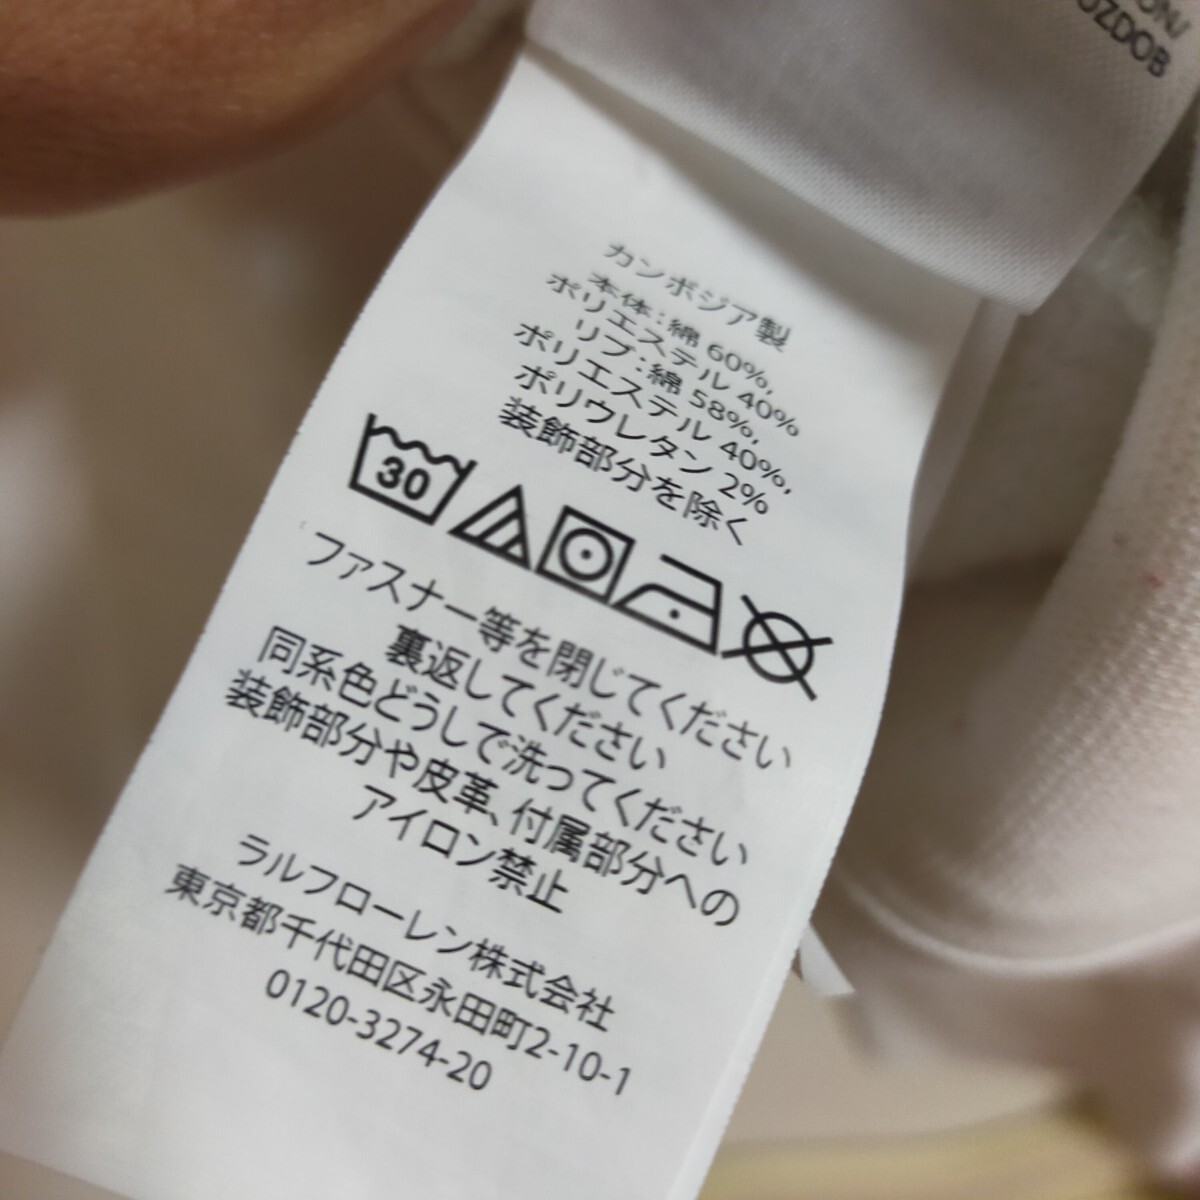 UZDOB
カンボジア製
本体：綿 60%,
ポリエステル 40%
リブ：綿 58%,
ポリエステル 40%,
ポリウレタン 2%
装飾部分を除く
30
ファスナー等を閉じてください
裏返してください
同系色どうしで洗ってください
装飾部分や皮革、付属部分への
アイロン禁止
ラルフローレン株式会社
東京都千代田区永田町2-10-1
0120-3274-20